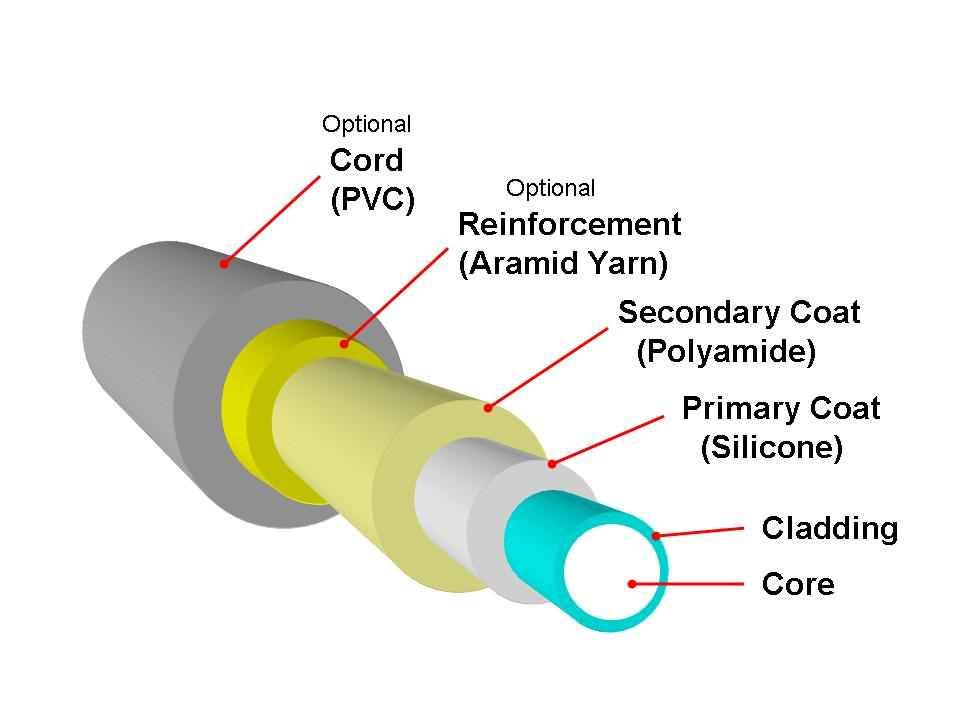 Optional
Cord
(PVC)
Optional
Reinforcement
(Aramid Yarn)
Secondary Coat
(Polyamide)
Primary Coat
(Silicone)
Cladding
Core